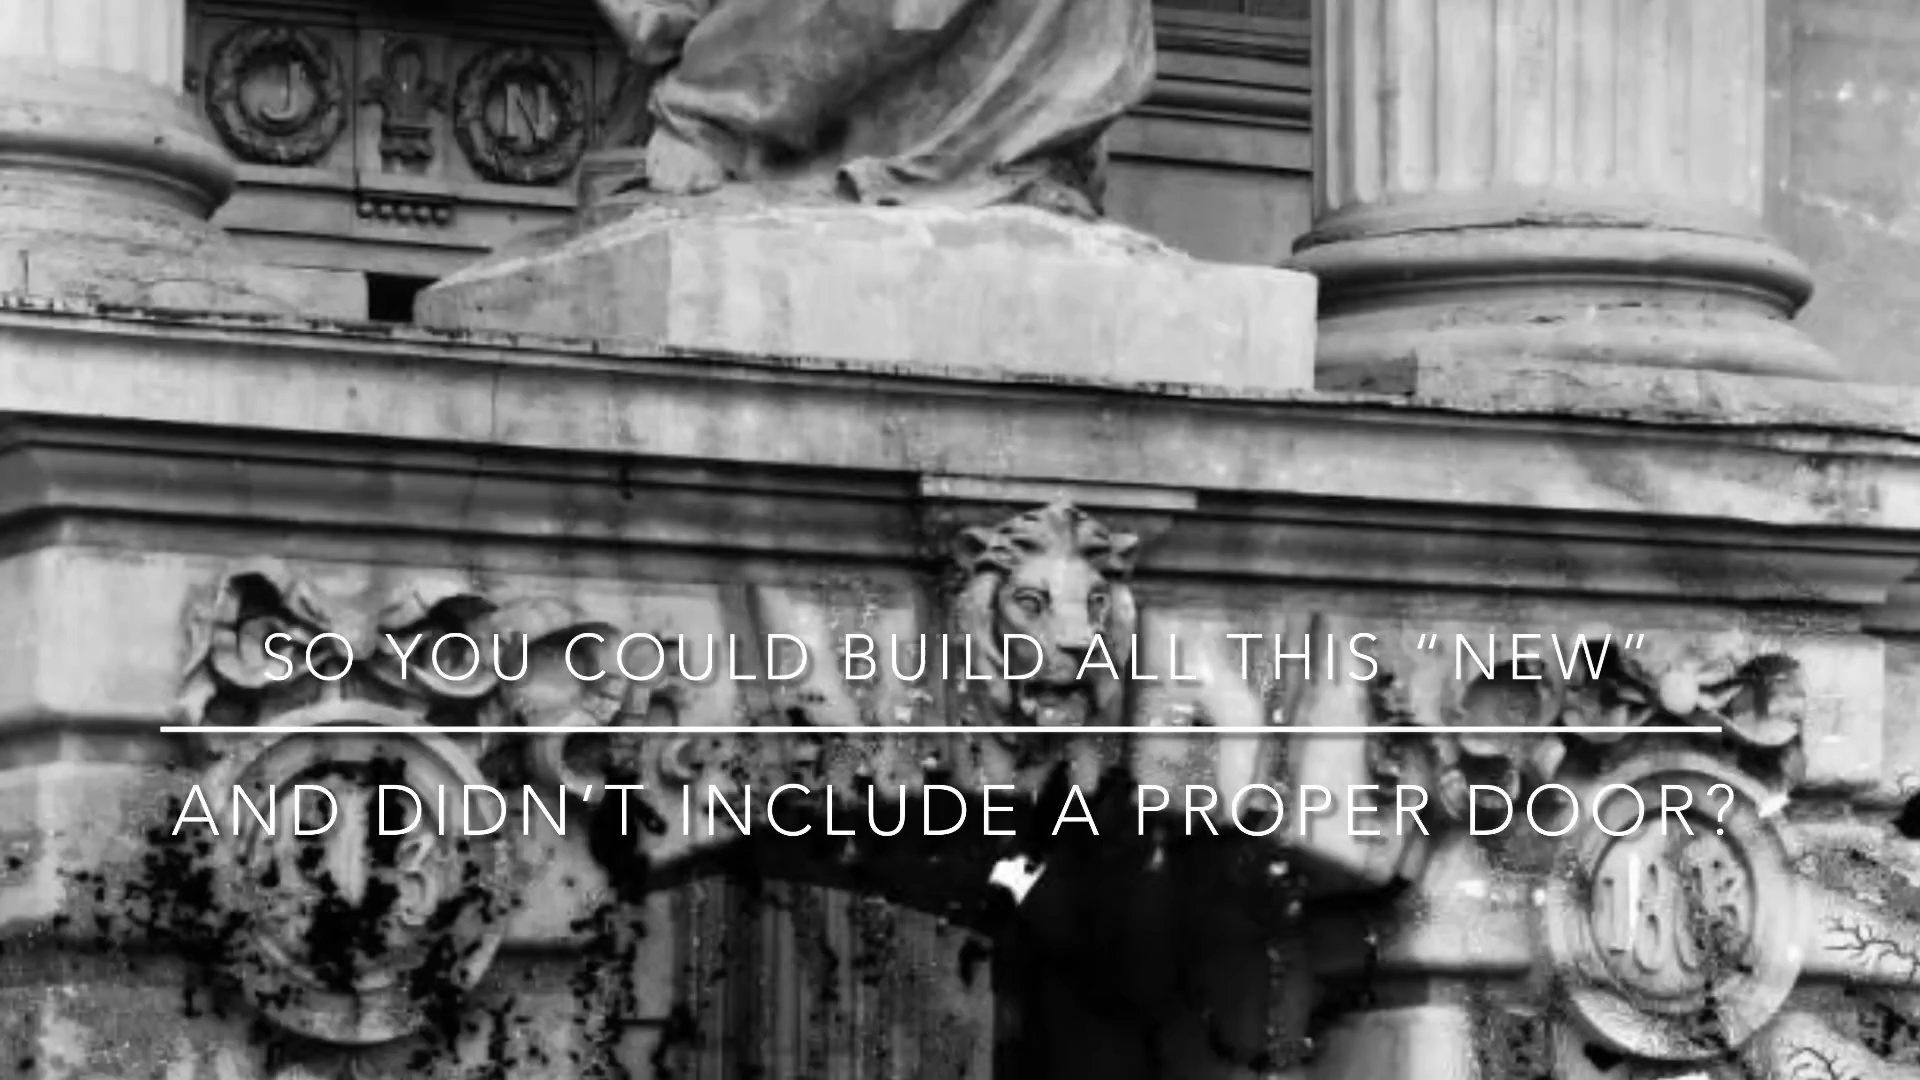 J N
SO YOU COULD BUILD ALL THIS “NEW”
AND DIDN’T INCLUDE A PROPER DOOR?